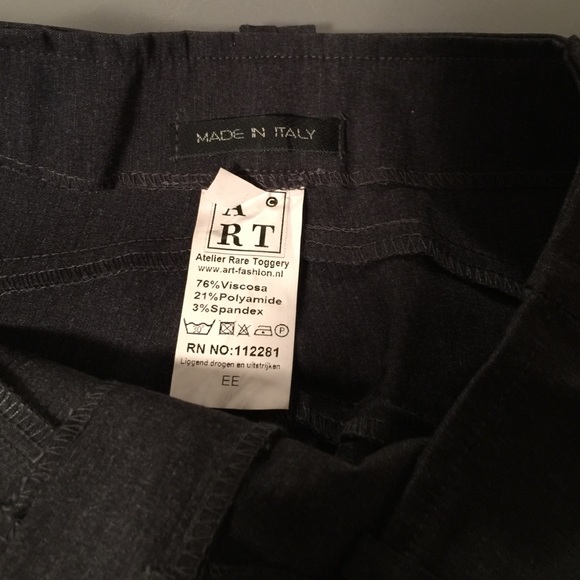 MADE IN ITALY
A ©
RT
Atelier Rare Toggery
www.art-fashion.nl
76%Viscosa
21%Polyamide
3%Spandex
P
RN NO:112281
Liggend drogen en uitstrijken
EE